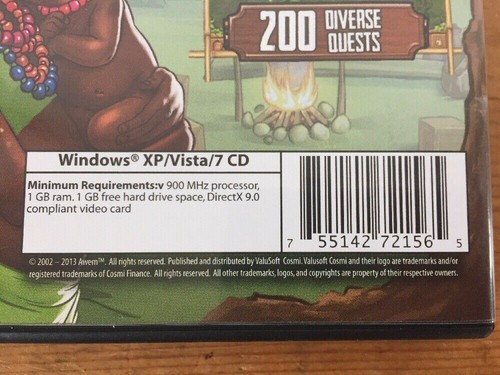 200 DIVERSE
QUESTS
Windows® XP/Vista/7 CD
Minimum Requirements:v 900 MHz processor,
1 GB ram. 1 GB free hard drive space, DirectX 9.0
compliant video card
7 55142 72156 5
© 2002 – 2013 Awem™. All rights reserved. Published and distributed by ValuSoft Cosmi. Valusoft Cosmi and their logo are trademarks and/or
registered trademarks of Cosmi Finance. All rights reserved. All other trademarks, logos, and copyrights are property of their respective owners.